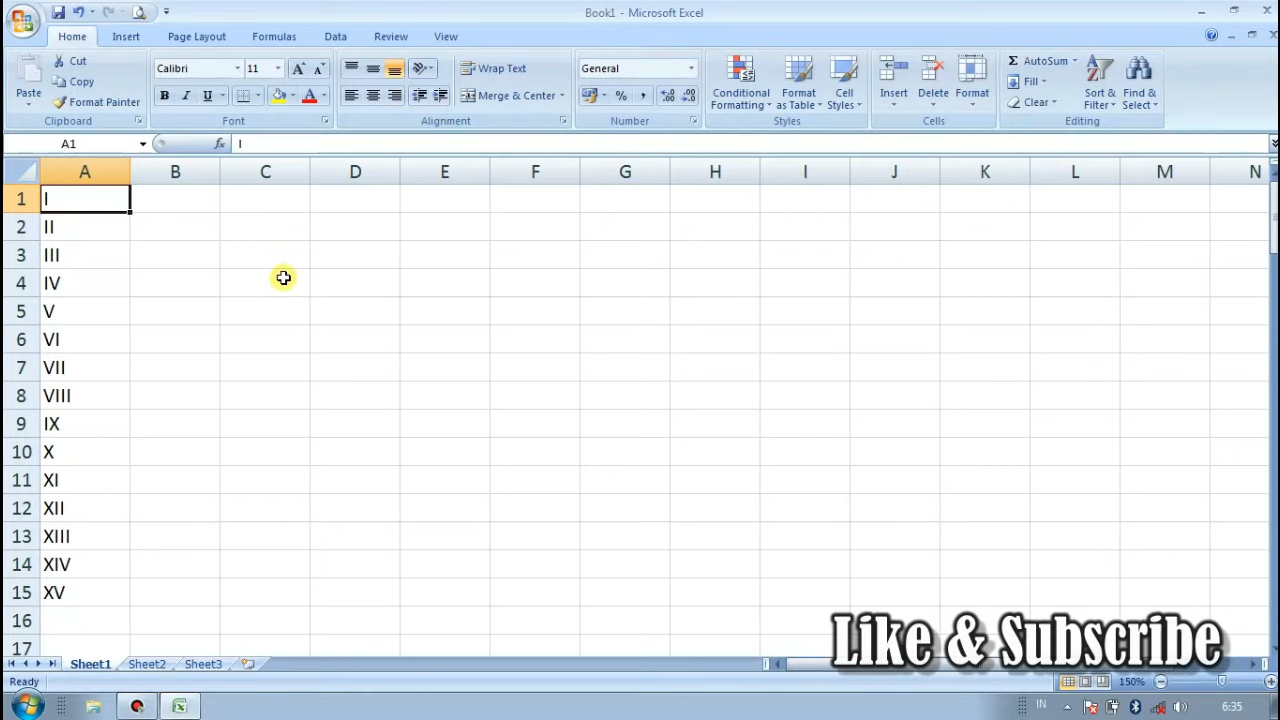 Book1 - Microsoft Excel
Home Insert Page Layout Formulas Data Review View
Cut
Copy
Format Painter
Paste
Clipboard
Calibri 11
B I U
Font
Wrap Text
Merge & Center
Alignment
General
Number
Conditional Formatting
Format as Table
Cell Styles
Styles
Insert Delete Format
Cells
Σ AutoSum
Fill
Clear
Sort & Filter
Find & Select
Editing
A1 fx I
A B C D E F G H I J K L M N
1 I
2 II
3 III
4 IV
5 V
6 VI
7 VII
8 VIII
9 IX
10 X
11 XI
12 XII
13 XIII
14 XIV
15 XV
16
17
Like & Subscribe
Sheet1 Sheet2 Sheet3
Ready 150%
IN 6:35